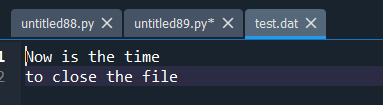 untitled88.py untitled89.py* test.dat
1 Now is the time
2 to close the file